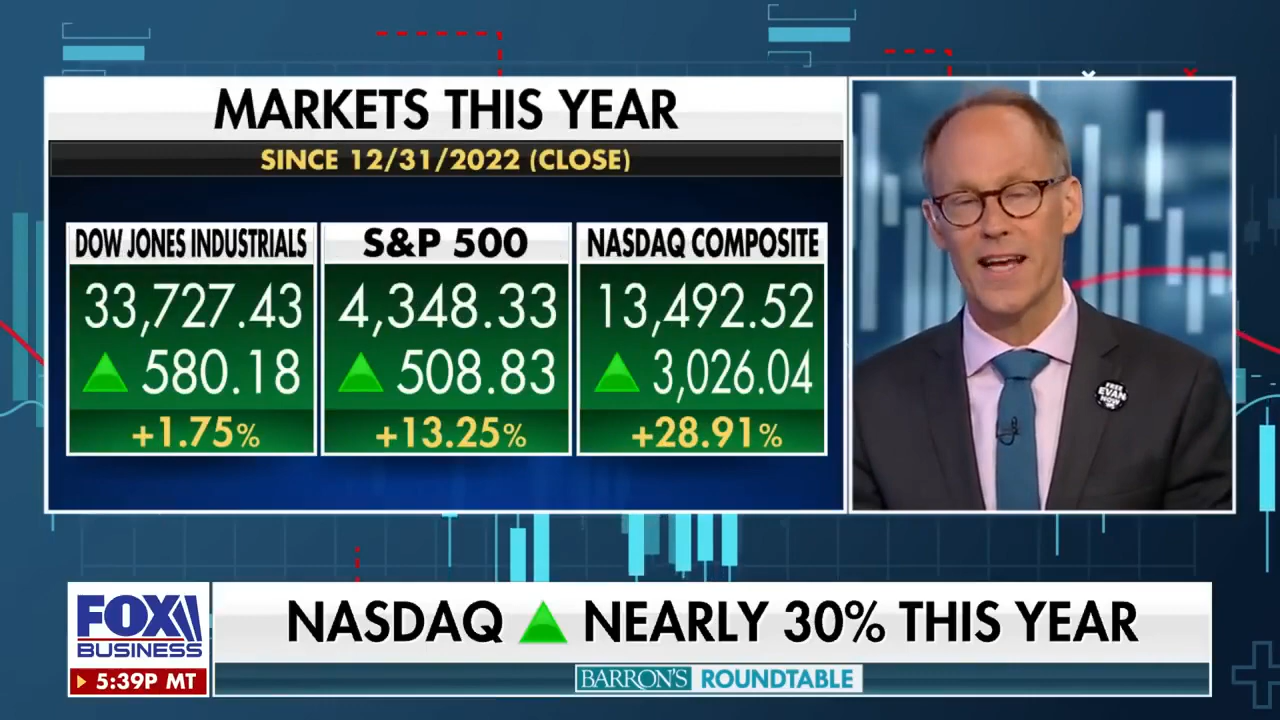 MARKETS THIS YEAR
SINCE 12/31/2022 (CLOSE)
DOW JONES INDUSTRIALS
33,727.43
580.18
+1.75%
S&P 500
4,348.33
508.83
+13.25%
NASDAQ COMPOSITE
13,492.52
3,026.04
+28.91%
FREE
EVAN
NOW
FOX
BUSINESS
5:39P MT
NASDAQ NEARLY 30% THIS YEAR
BARRON'S ROUNDTABLE